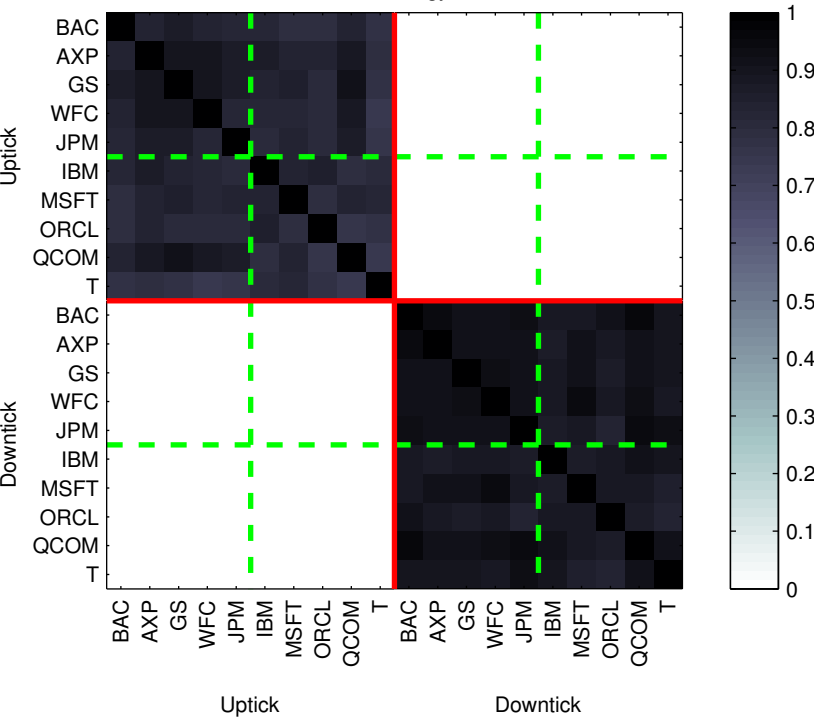 BAC
AXP
GS
WFC
JPM
IBM
MSFT
ORCL
QCOM
T
BAC
AXP
GS
WFC
JPM
IBM
MSFT
ORCL
QCOM
T
Uptick
Downtick
BAC
AXP
GS
WFC
JPM
IBM
MSFT
ORCL
QCOM
T
BAC
AXP
GS
WFC
JPM
IBM
MSFT
ORCL
QCOM
T
Uptick
Downtick
1
0.9
0.8
0.7
0.6
0.5
0.4
0.3
0.2
0.1
0